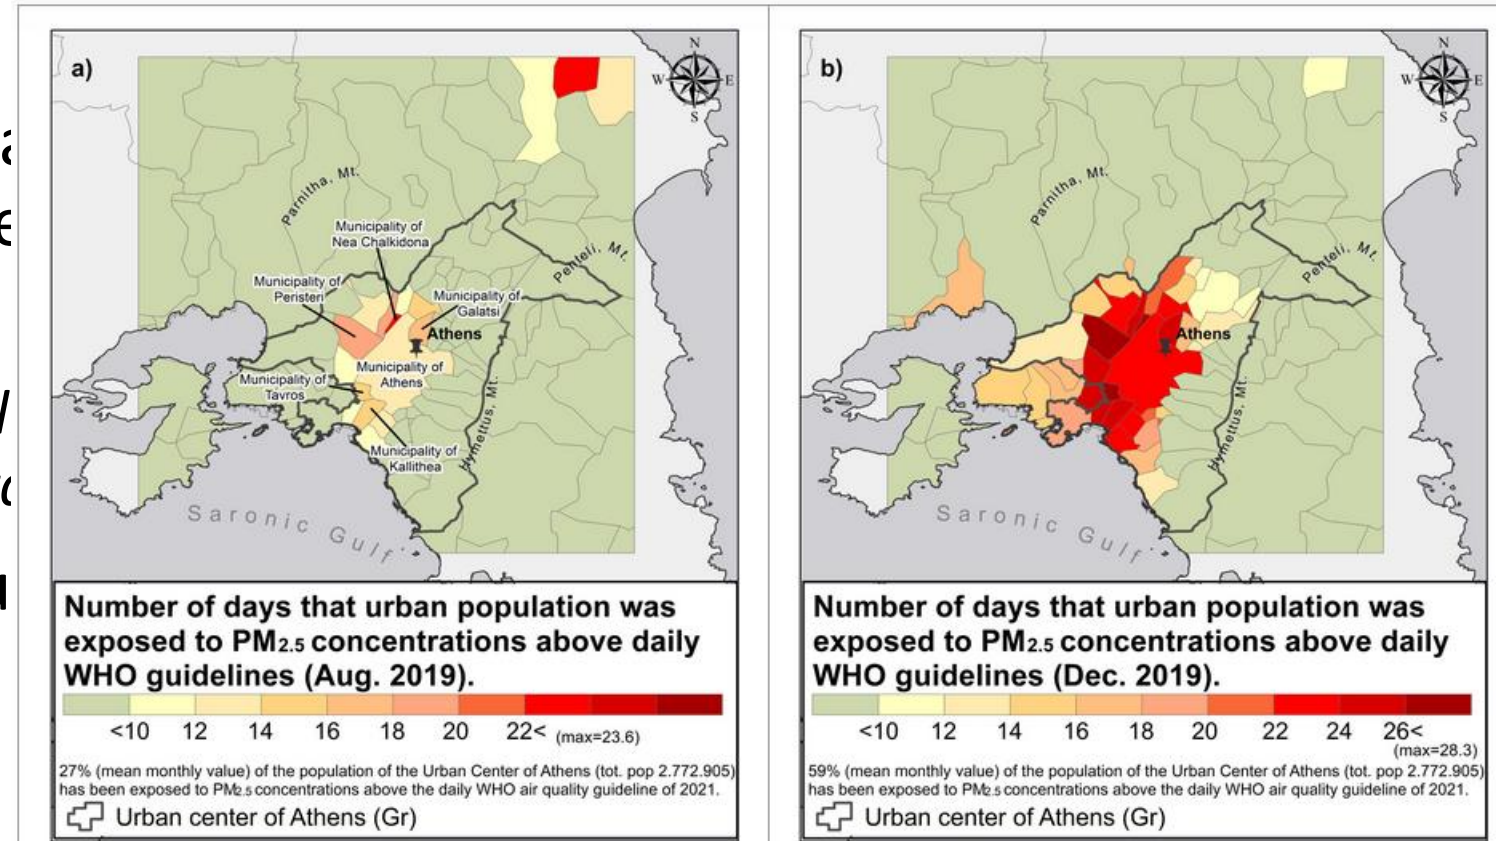 a)
N
W E
S
Parnitha, Mt.
Municipality of
Nea Chalkidona
Penteli, Mt.
Municipality of
Peristeri
Municipality of
Galatsi
Athens
Municipality of
Athens
Municipality of
Tavros
Hymettus, Mt.
Municipality of
Kallithea
Saronic Gulf
Number of days that urban population was
exposed to PM2.5 concentrations above daily
WHO guidelines (Aug. 2019).
<10 12 14 16 18 20 22< (max=23.6)
27% (mean monthly value) of the population of the Urban Center of Athens (tot. pop 2.772.905)
has been exposed to PM2.5 concentrations above the daily WHO air quality guideline of 2021.
Urban center of Athens (Gr)
b)
N
W E
S
Parnitha, Mt.
Penteli, Mt.
Athens
Hymettus, Mt.
Saronic Gulf
Number of days that urban population was
exposed to PM2.5 concentrations above daily
WHO guidelines (Dec. 2019).
<10 12 14 16 18 20 22 24 26<
(max=28.3)
59% (mean monthly value) of the population of the Urban Center of Athens (tot. pop 2.772.905)
has been exposed to PM2.5 concentrations above the daily WHO air quality guideline of 2021.
Urban center of Athens (Gr)